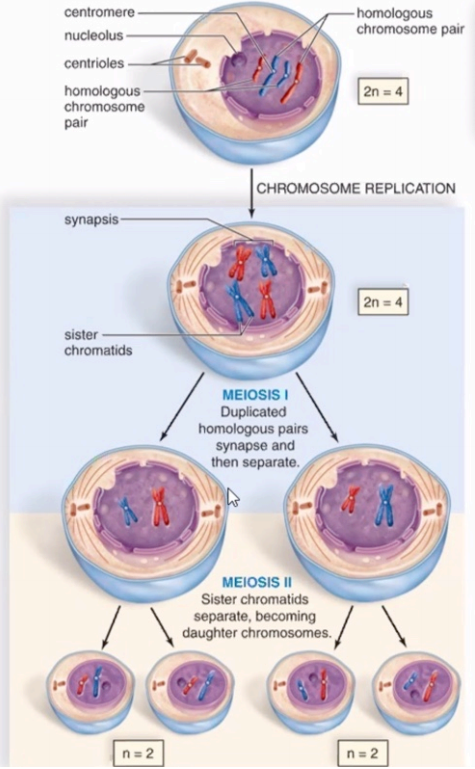 centromere
nucleolus
centrioles
homologous
chromosome
pair
homologous
chromosome pair
2n = 4
CHROMOSOME REPLICATION
synapsis
2n = 4
sister
chromatids
MEIOSIS I
Duplicated
homologous pairs
synapse and
then separate.
MEIOSIS II
Sister chromatids
separate, becoming
daughter chromosomes.
n = 2
n = 2